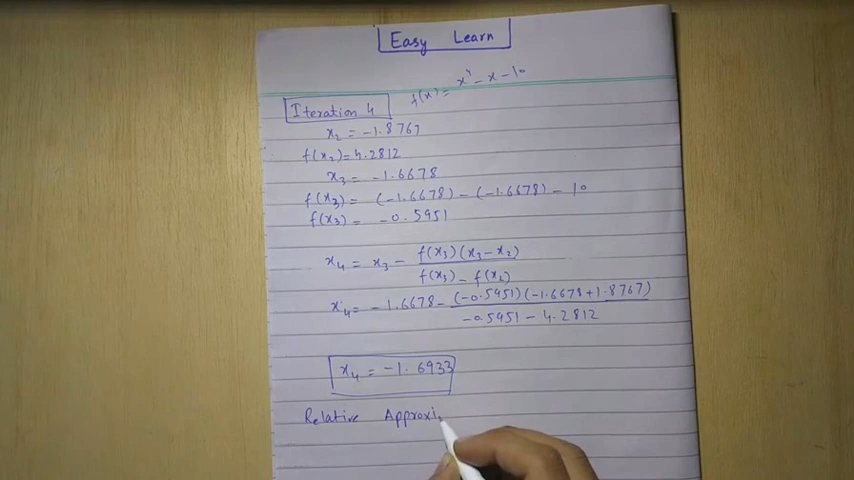 Easy Learn
f(x) = x⁴ - x - 10
Iteration 4
x₂ = -1.8767
f(x₂) = 4.2812
x₃ = -1.6678
f(x₃) = (-1.6678) - (-1.6678) - 10
f(x₃) = -0.5951
x₄ = x₃ - f(x₃)(x₃ - x₂)
f(x₃) - f(x₂)
x₄ = -1.6678 - (-0.5951)(-1.6678 + 1.8767)
-0.5951 - 4.2812
x₄ = -1.6933
Relative Approxi